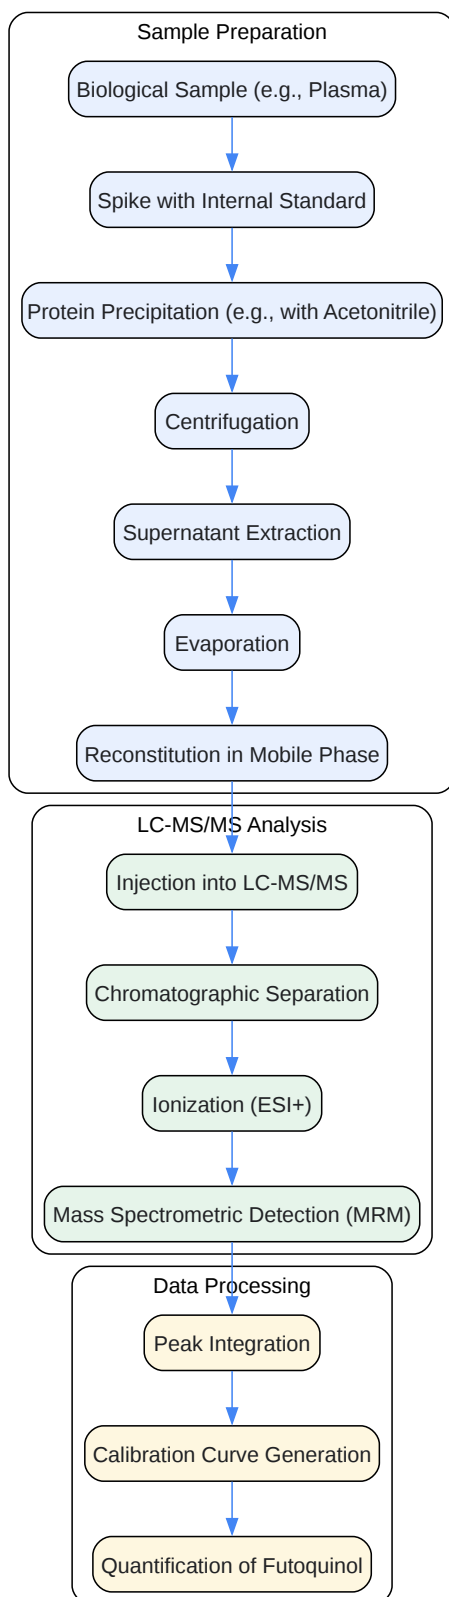 Sample Preparation
Biological Sample (e.g., Plasma)
Spike with Internal Standard
Protein Precipitation (e.g., with Acetonitrile)
Centrifugation
Supernatant Extraction
Evaporation
Reconstitution in Mobile Phase
LC-MS/MS Analysis
Injection into LC-MS/MS
Chromatographic Separation
Ionization (ESI+)
Mass Spectrometric Detection (MRM)
Data Processing
Peak Integration
Calibration Curve Generation
Quantification of Futoquinol